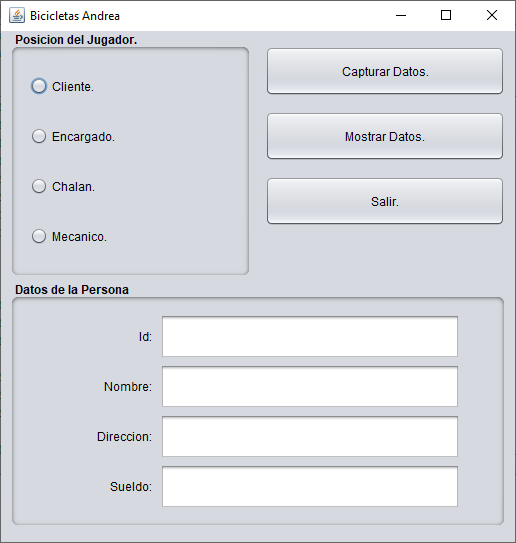 Bicicletas Andrea
Posicion del Jugador.
Cliente.
Encargado.
Chalan.
Mecanico.
Capturar Datos.
Mostrar Datos.
Salir.
Datos de la Persona
Id:
Nombre:
Direccion:
Sueldo: